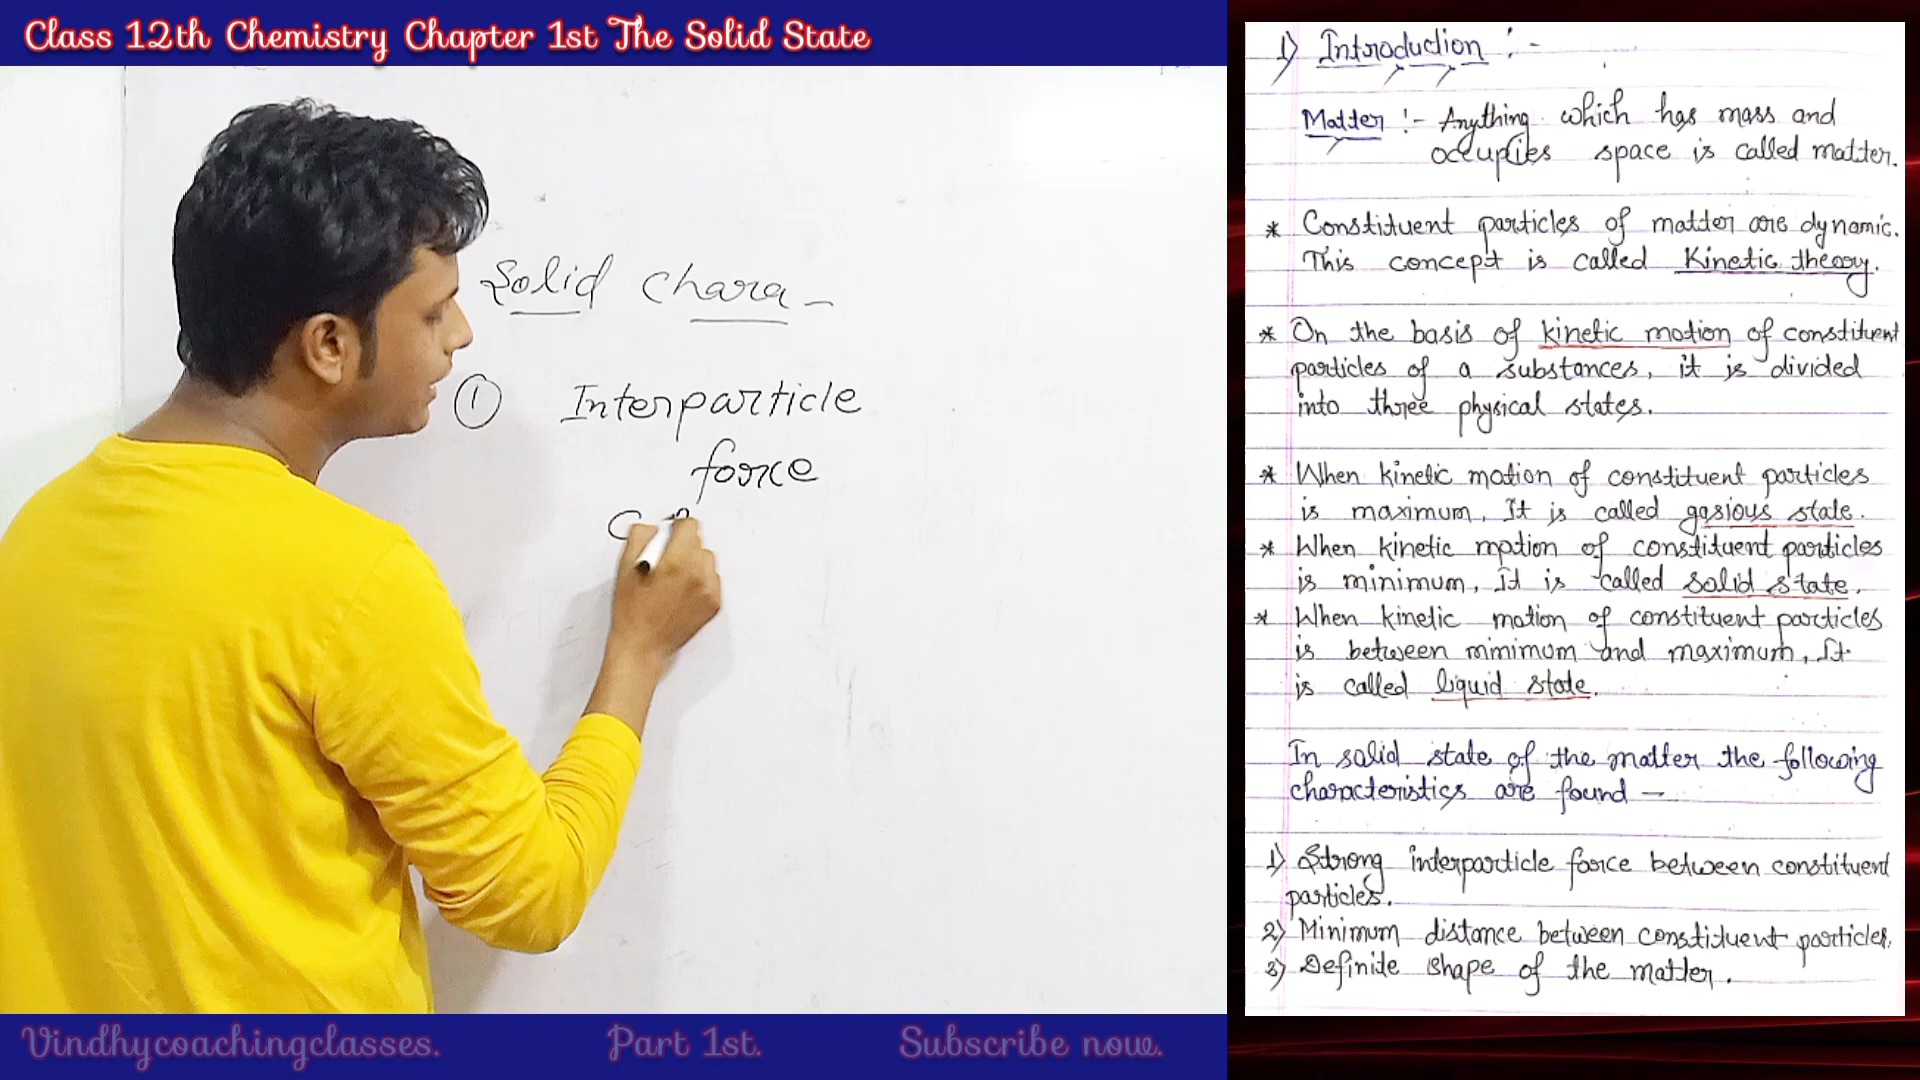 Class 12th Chemistry Chapter 1st The Solid State
Solid Chara -
1 Interparticle
force
Vindhycoachingclasses. Part 1st. Subscribe now.
1) Introduction :-
Matter :- Anything which has mass and
occupies space is called matter.
* Constituent particles of matter are dynamic.
This concept is called Kinetic theory.
* On the basis of kinetic motion of constituent
particles of a substances, it is divided
into three physical states.
* When kinetic motion of constituent particles
is maximum, It is called gasious state.
* When kinetic motion of constituent particles
is minimum, it is called solid state.
* When kinetic motion of constituent particles
is between minimum and maximum, It
is called liquid state.
In solid state of the matter the following
characteristics are found -
1) Strong interparticle force between constituent
particles.
2) Minimum distance between constituent particles.
3) Definite shape of the matter.